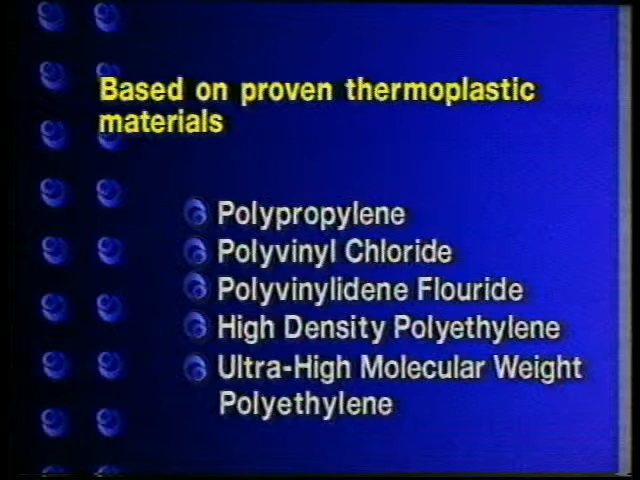 Based on proven thermoplastic
materials
Polypropylene
Polyvinyl Chloride
Polyvinylidene Flouride
High Density Polyethylene
Ultra-High Molecular Weight
Polyethylene